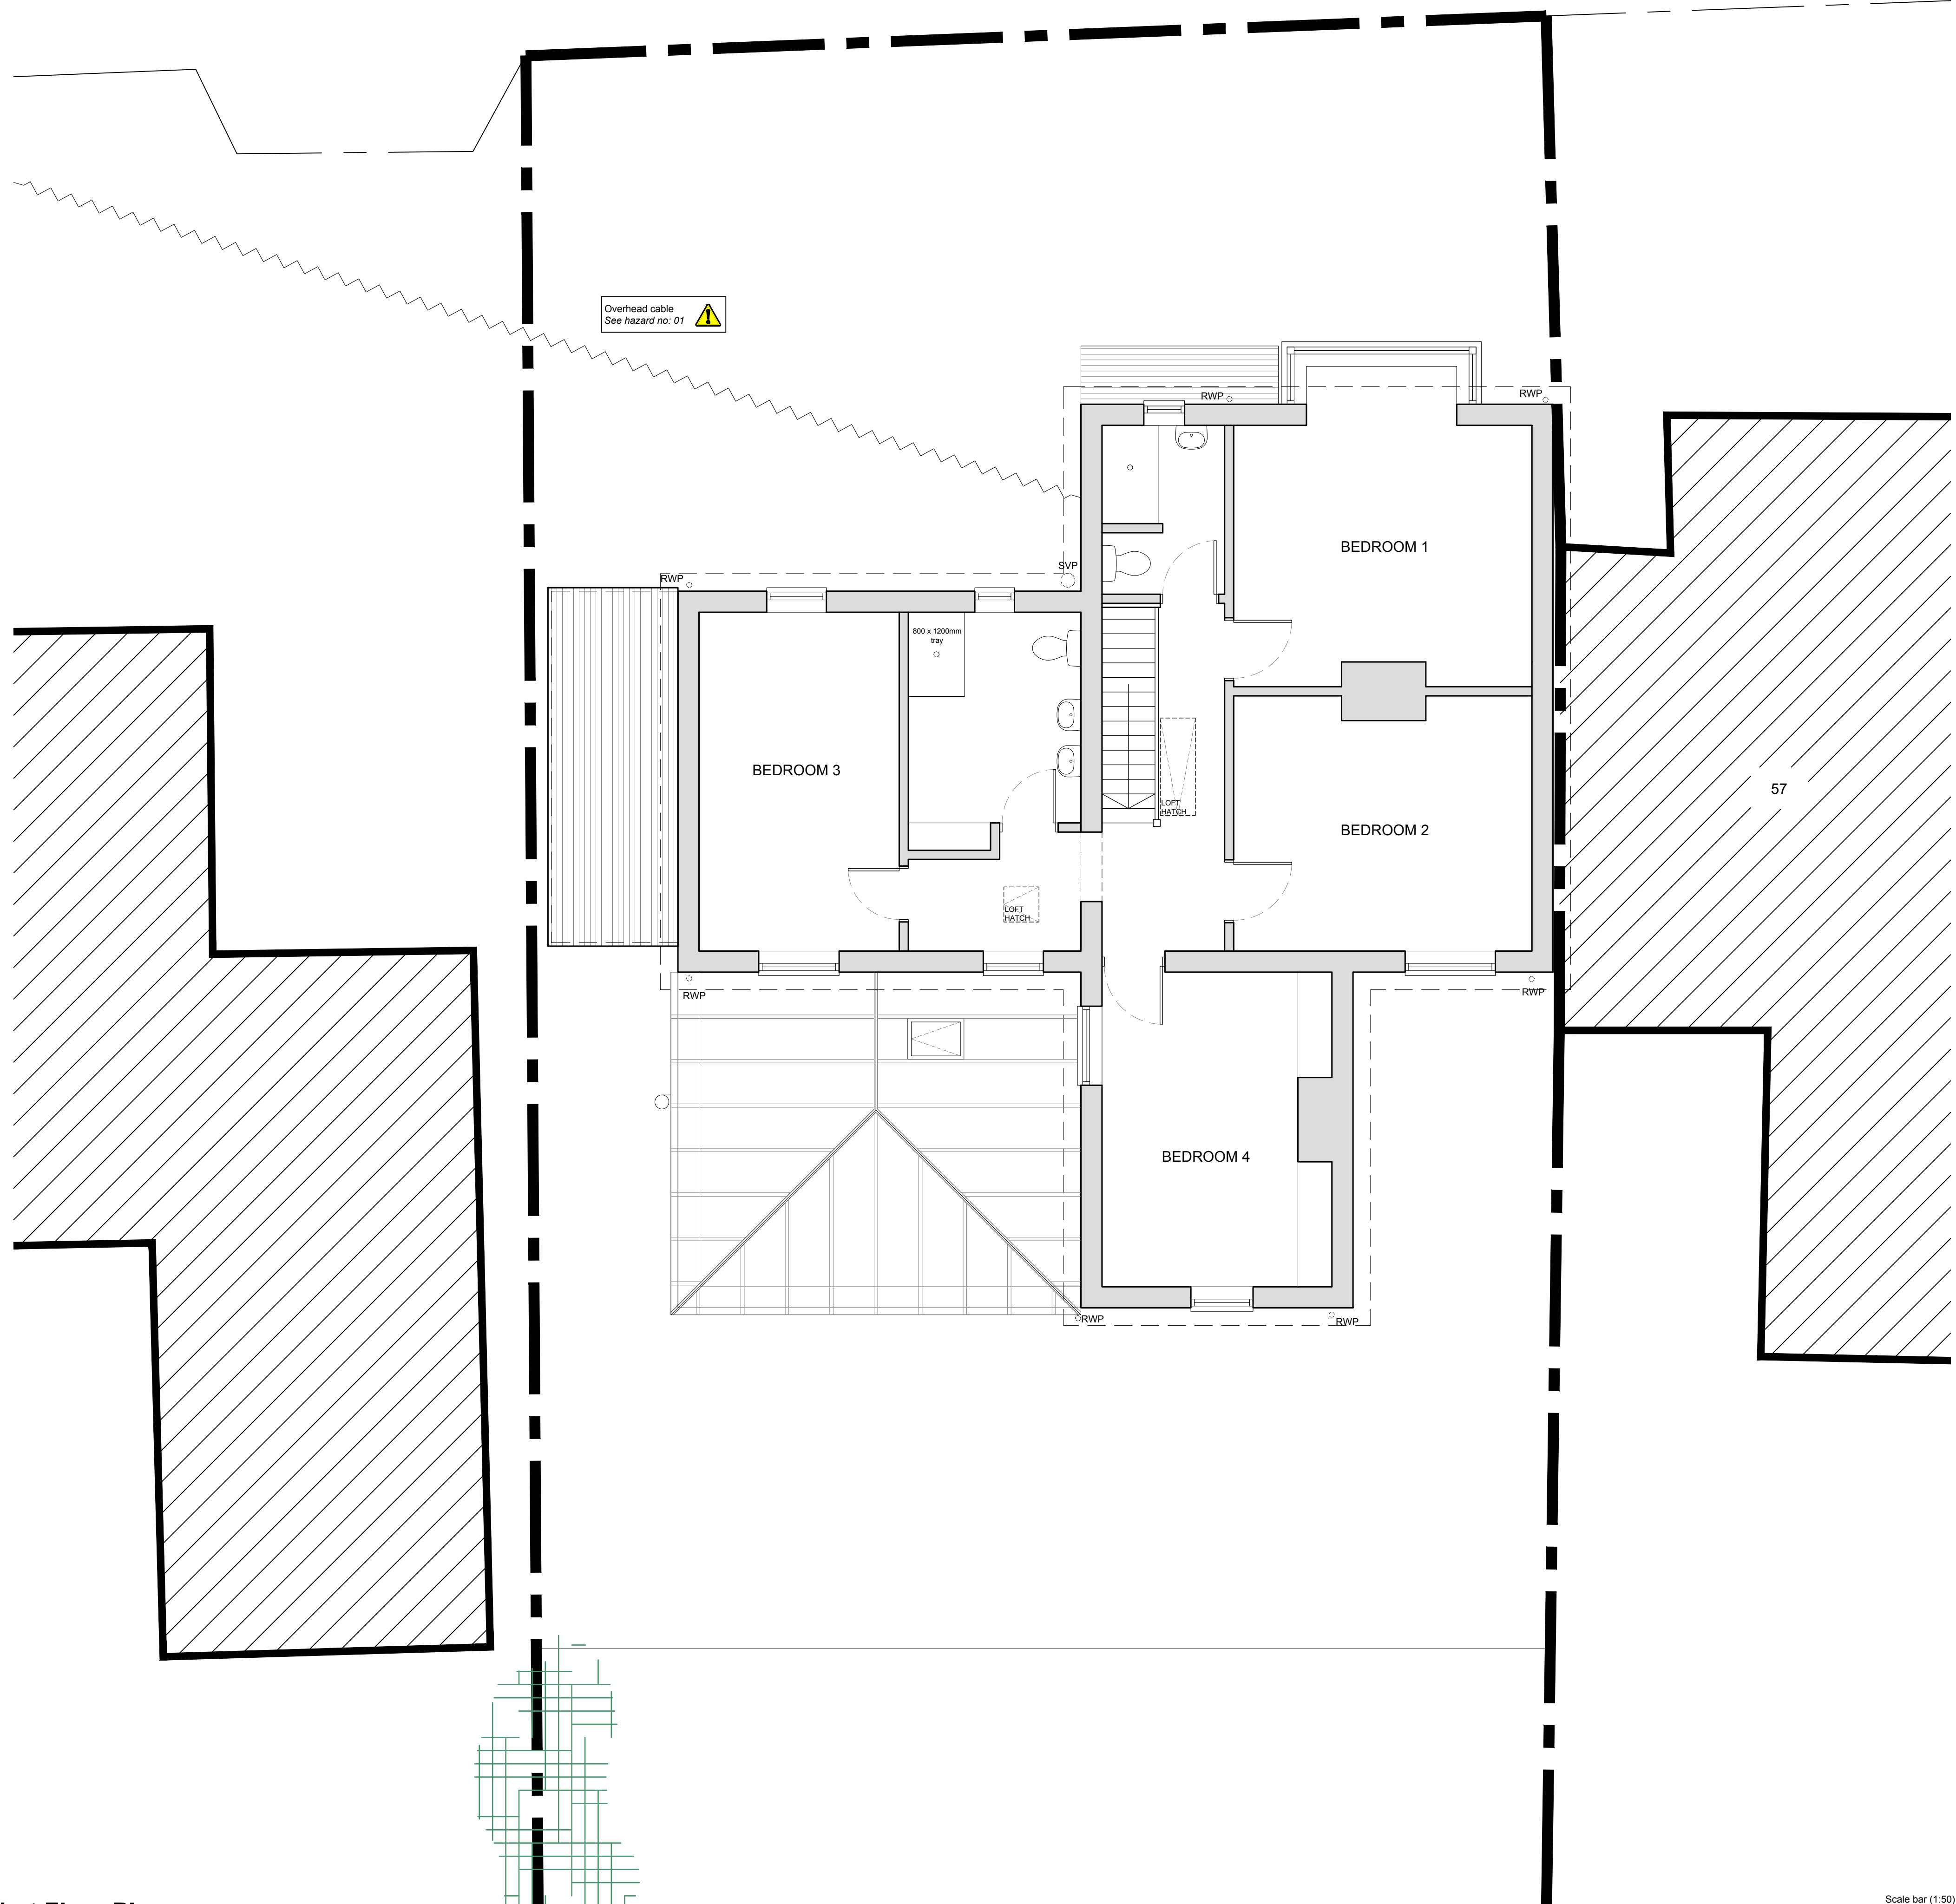 Overhead cable
See hazard no: 01
RWP
RWP
BEDROOM 1
SVP
RWP
800 x 1200mm
tray
BEDROOM 3
57
LOFT
HATCH
BEDROOM 2
LOFT
HATCH
RWP
RWP
BEDROOM 4
RWP
RWP
Scale bar (1:50)